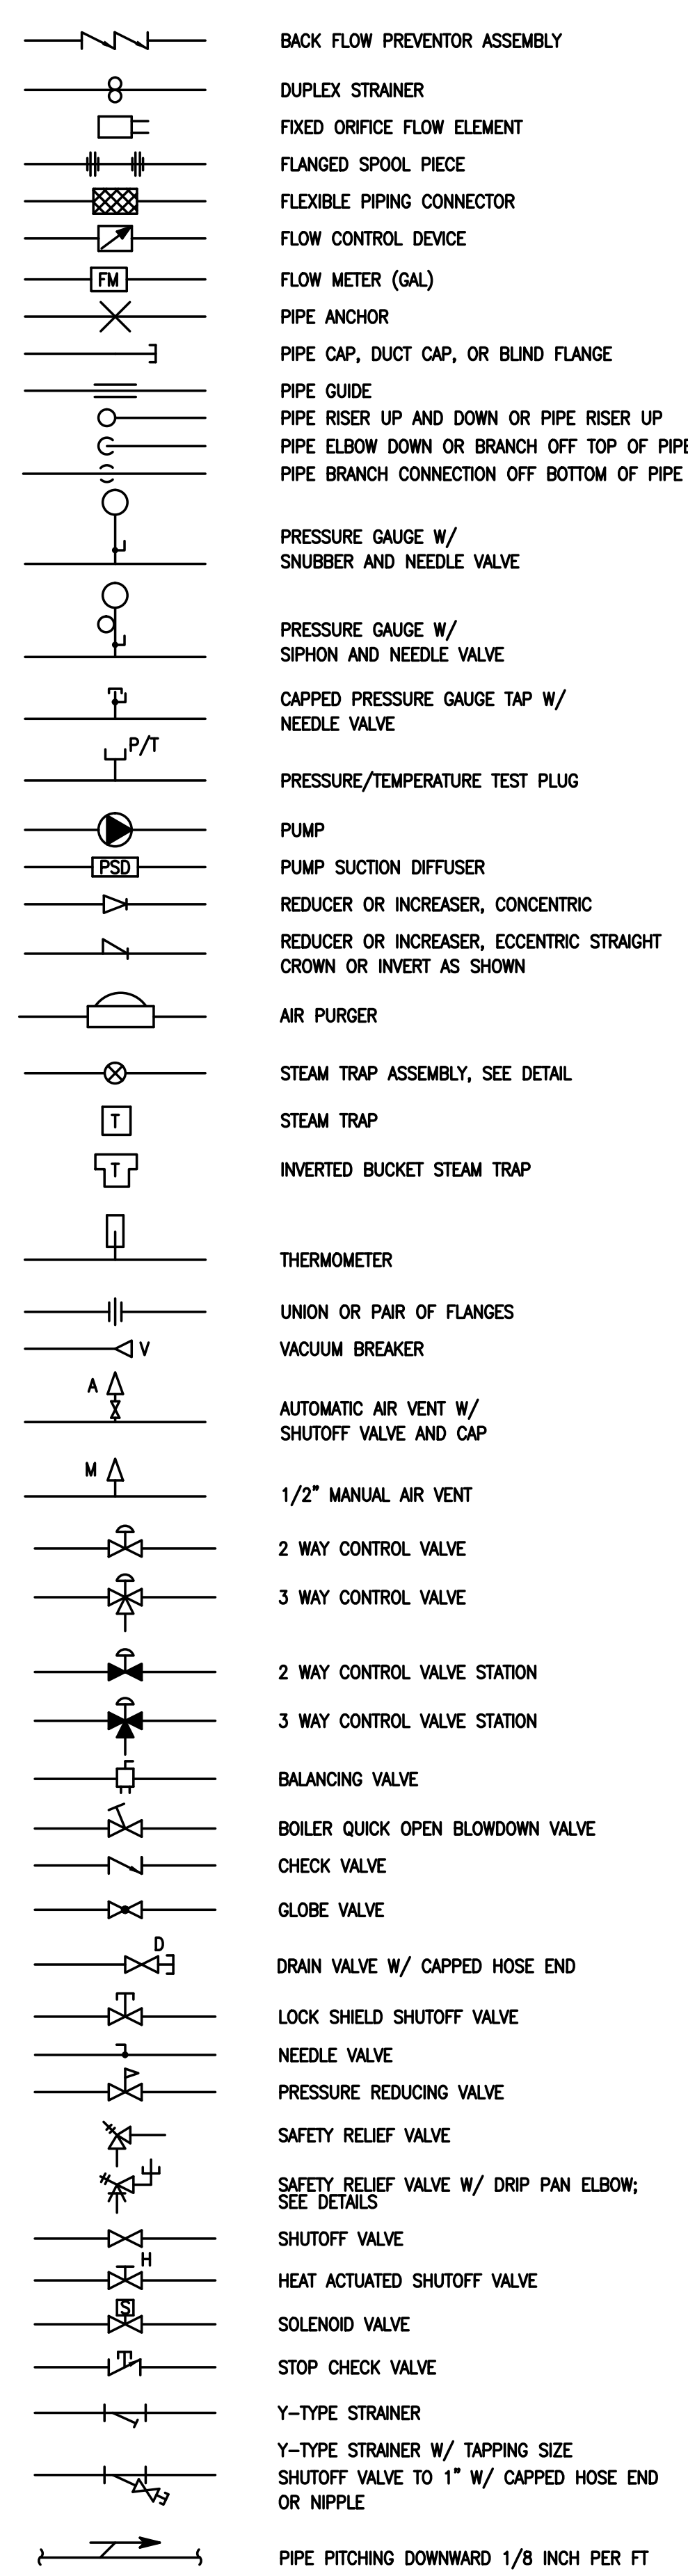 BACK FLOW PREVENTOR ASSEMBLY
DUPLEX STRAINER
FIXED ORIFICE FLOW ELEMENT
FLANGED SPOOL PIECE
FLEXIBLE PIPING CONNECTOR
FLOW CONTROL DEVICE
FM FLOW METER (GAL)
PIPE ANCHOR
PIPE CAP, DUCT CAP, OR BLIND FLANGE
PIPE GUIDE
PIPE RISER UP AND DOWN OR PIPE RISER UP
PIPE ELBOW DOWN OR BRANCH OFF TOP OF PIPE
PIPE BRANCH CONNECTION OFF BOTTOM OF PIPE
PRESSURE GAUGE W/
SNUBBER AND NEEDLE VALVE
PRESSURE GAUGE W/
SIPHON AND NEEDLE VALVE
CAPPED PRESSURE GAUGE TAP W/
NEEDLE VALVE
P/T
PRESSURE/TEMPERATURE TEST PLUG
PUMP
PSD PUMP SUCTION DIFFUSER
REDUCER OR INCREASER, CONCENTRIC
REDUCER OR INCREASER, ECCENTRIC STRAIGHT
CROWN OR INVERT AS SHOWN
AIR PURGER
STEAM TRAP ASSEMBLY, SEE DETAIL
T STEAM TRAP
T INVERTED BUCKET STEAM TRAP
THERMOMETER
UNION OR PAIR OF FLANGES
V VACUUM BREAKER
A
AUTOMATIC AIR VENT W/
SHUTOFF VALVE AND CAP
M
1/2" MANUAL AIR VENT
2 WAY CONTROL VALVE
3 WAY CONTROL VALVE
2 WAY CONTROL VALVE STATION
3 WAY CONTROL VALVE STATION
BALANCING VALVE
BOILER QUICK OPEN BLOWDOWN VALVE
CHECK VALVE
GLOBE VALVE
D
DRAIN VALVE W/ CAPPED HOSE END
LOCK SHIELD SHUTOFF VALVE
NEEDLE VALVE
PRESSURE REDUCING VALVE
SAFETY RELIEF VALVE
SAFETY RELIEF VALVE W/ DRIP PAN ELBOW;
SEE DETAILS
SHUTOFF VALVE
H
HEAT ACTUATED SHUTOFF VALVE
S
SOLENOID VALVE
STOP CHECK VALVE
Y-TYPE STRAINER
Y-TYPE STRAINER W/ TAPPING SIZE
SHUTOFF VALVE TO 1" W/ CAPPED HOSE END
OR NIPPLE
PIPE PITCHING DOWNWARD 1/8 INCH PER FT